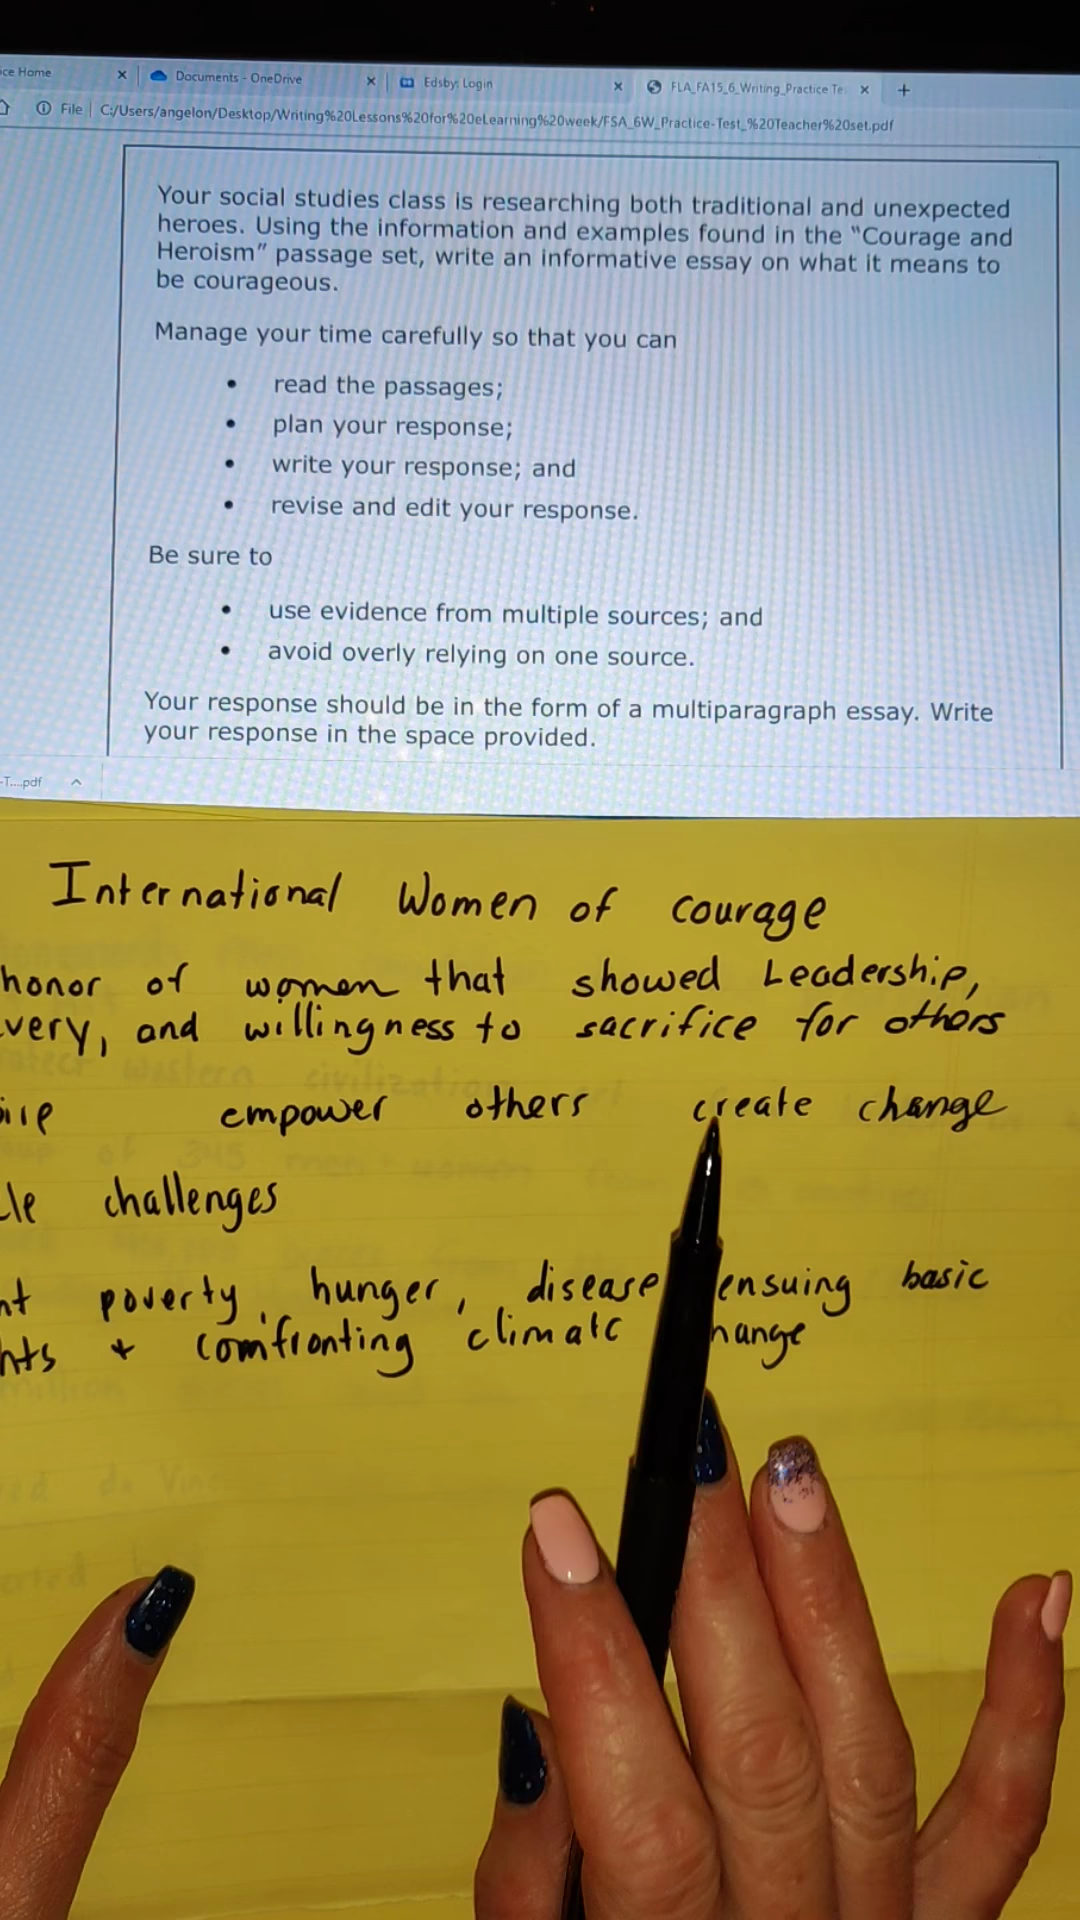 ice Home × Documents - OneDrive × Edsby: Login × FLA_FA15_6_Writing_Practice Te. × +
File | C:/Users/angelon/Desktop/Writing%20Lessons%20for%20eLearning%20week/FSA_6W_Practice-Test_%20Teacher%20set.pdf
Your social studies class is researching both traditional and unexpected
heroes. Using the information and examples found in the "Courage and
Heroism" passage set, write an informative essay on what it means to
be courageous.
Manage your time carefully so that you can
• read the passages;
• plan your response;
• write your response; and
• revise and edit your response.
Be sure to
• use evidence from multiple sources; and
• avoid overly relying on one source.
Your response should be in the form of a multiparagraph essay. Write
your response in the space provided.
-T....pdf
International Women of courage
honor of women that showed Leadership,
very, and willingness to sacrifice for others
empower others create change
cle challenges
nt poverty, hunger, disease ensuing basic
hts + comfronting climate hange